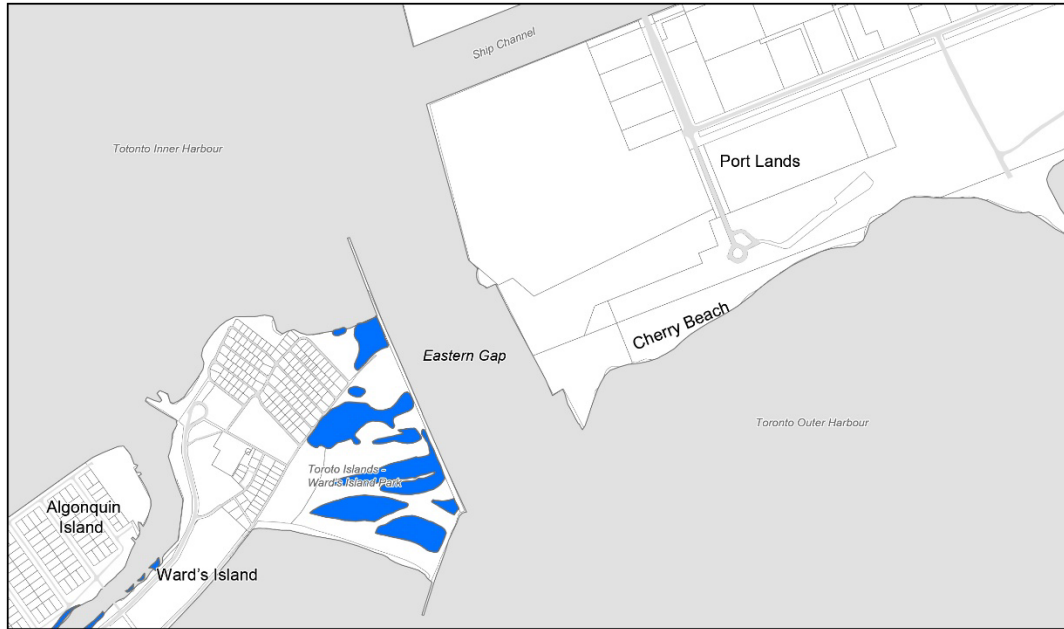 Ship Channel
Totonto Inner Harbour
Port Lands
Cherry Beach
Eastern Gap
Toronto Outer Harbour
Toroto Islands -
Ward's Island Park
Algonquin
Island
Ward's Island